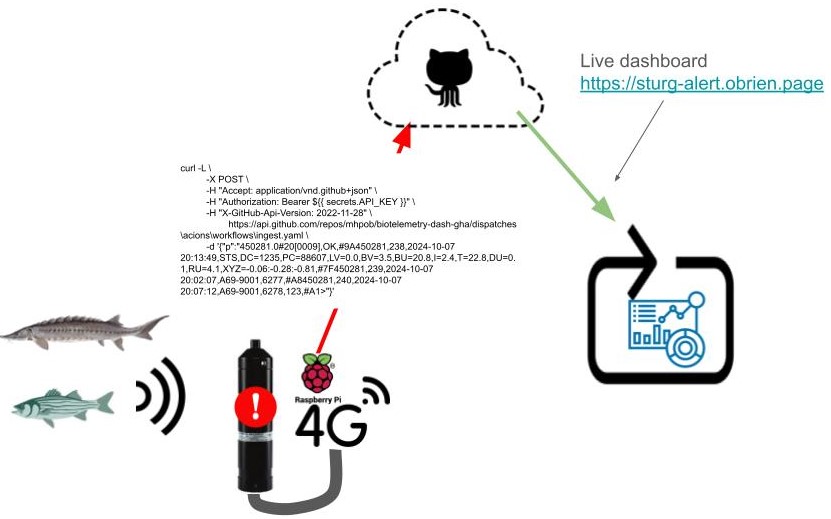 Live dashboard
https://sturg-alert.obrien.page
curl -L \
-X POST \
-H "Accept: application/vnd.github+json" \
-H "Authorization: Bearer ${{ secrets.API_KEY }}" \
-H "X-GitHub-Api-Version: 2022-11-28" \
https://api.github.com/repos/mhpob/biotelemetry-dash-gha/dispatches
\acions\workflows\ingest.yaml \
-d '{"p":"450281.0#20[0009],OK,#9A450281,238,2024-10-07
20:13:49,STS,DC=1235,PC=88607,LV=0.0,BV=3.5,BU=20.8,I=2.4,T=22.8,DU=0.
1,RU=4.1,XYZ=-0.06:-0.28:-0.81,#7F450281,239,2024-10-07
20:02:07,A69-9001,6277,#A8450281,240,2024-10-07
20:07:12,A69-9001,6278,123,#A1>"}'
Raspberry Pi
4G